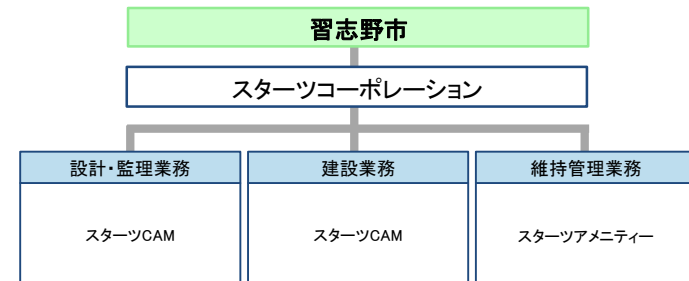 習志野市
スターツコーポレーション
設計・監理業務
建設業務
維持管理業務
スターツCAM
スターツCAM
スターツアメニティー